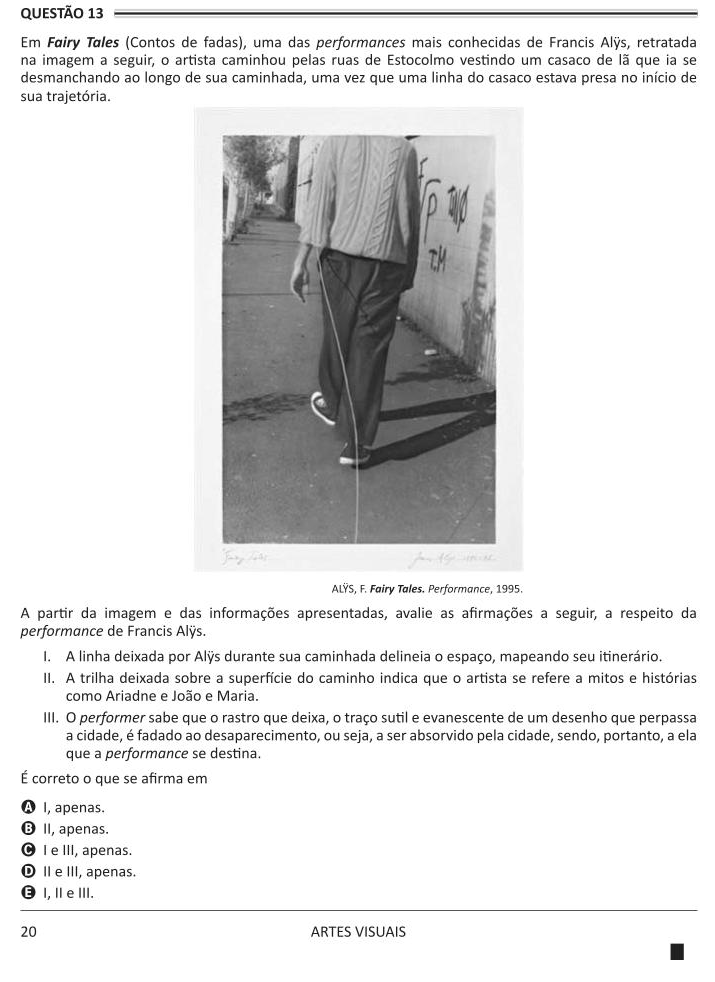 QUESTÃO 13
Em Fairy Tales (Contos de fadas), uma das performances mais conhecidas de Francis Alÿs, retratada
na imagem a seguir, o artista caminhou pelas ruas de Estocolmo vestindo um casaco de lã que ia se
desmanchando ao longo de sua caminhada, uma vez que uma linha do casaco estava presa no início de
sua trajetória.
T.M
Fairy Tales
ALŸS, F. Fairy Tales. Performance, 1995.
A partir da imagem e das informações apresentadas, avalie as afirmações a seguir, a respeito da
performance de Francis Alÿs.
I. A linha deixada por Alÿs durante sua caminhada delineia o espaço, mapeando seu itinerário.
II. A trilha deixada sobre a superfície do caminho indica que o artista se refere a mitos e histórias
como Ariadne e João e Maria.
III. O performer sabe que o rastro que deixa, o traço sutil e evanescente de um desenho que perpassa
a cidade, é fadado ao desaparecimento, ou seja, a ser absorvido pela cidade, sendo, portanto, a ela
que a performance se destina.
É correto o que se afirma em
A I, apenas.
B II, apenas.
C I e III, apenas.
D II e III, apenas.
E I, II e III.
20 ARTES VISUAIS